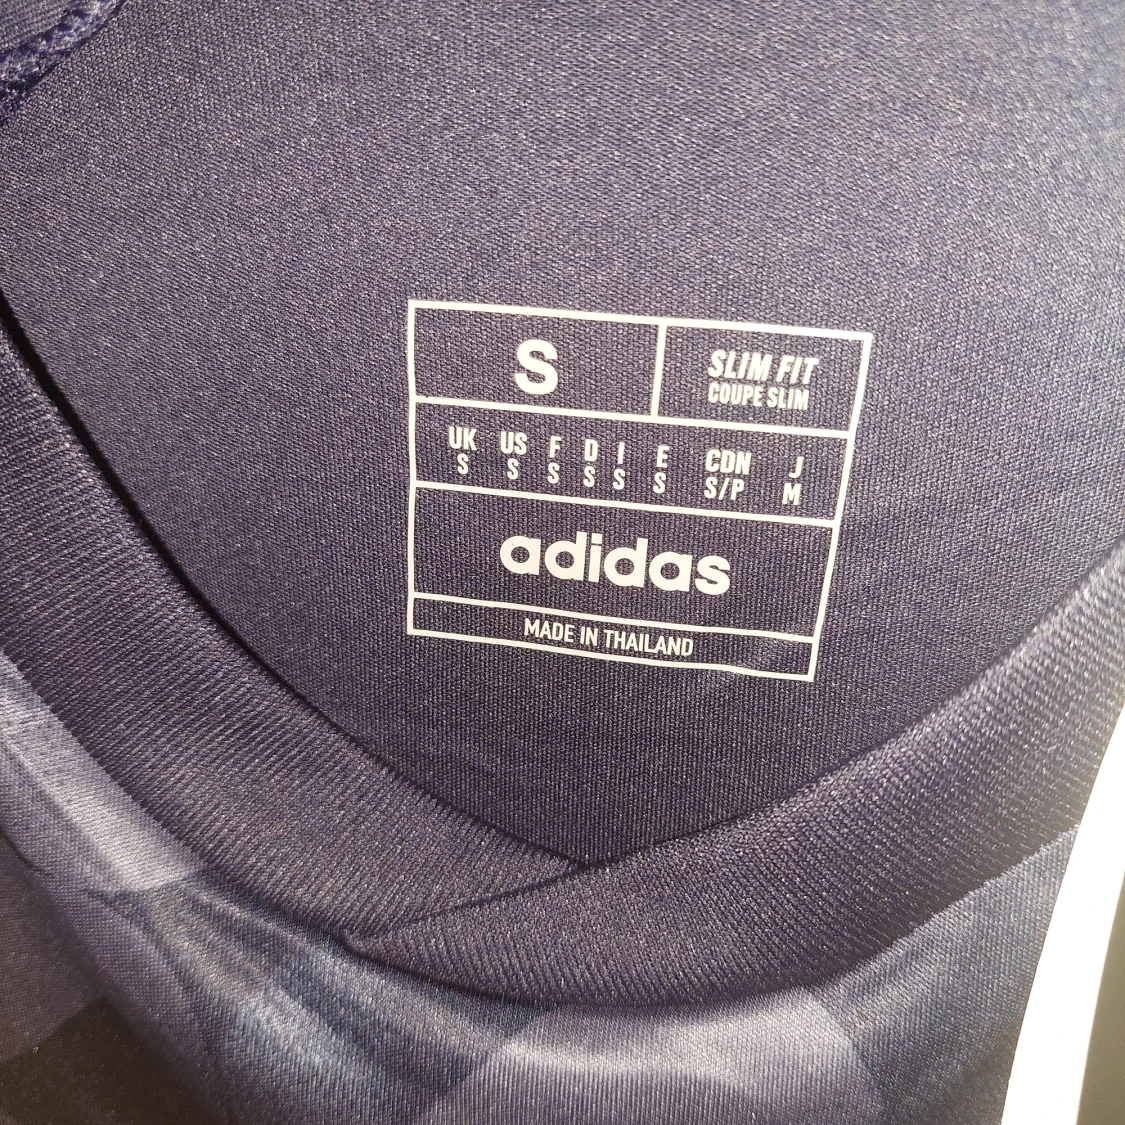 S
SLIM FIT
COUPE SLIM
UK US F D I E CDN J
S S S S S S S/P M
adidas
MADE IN THAILAND